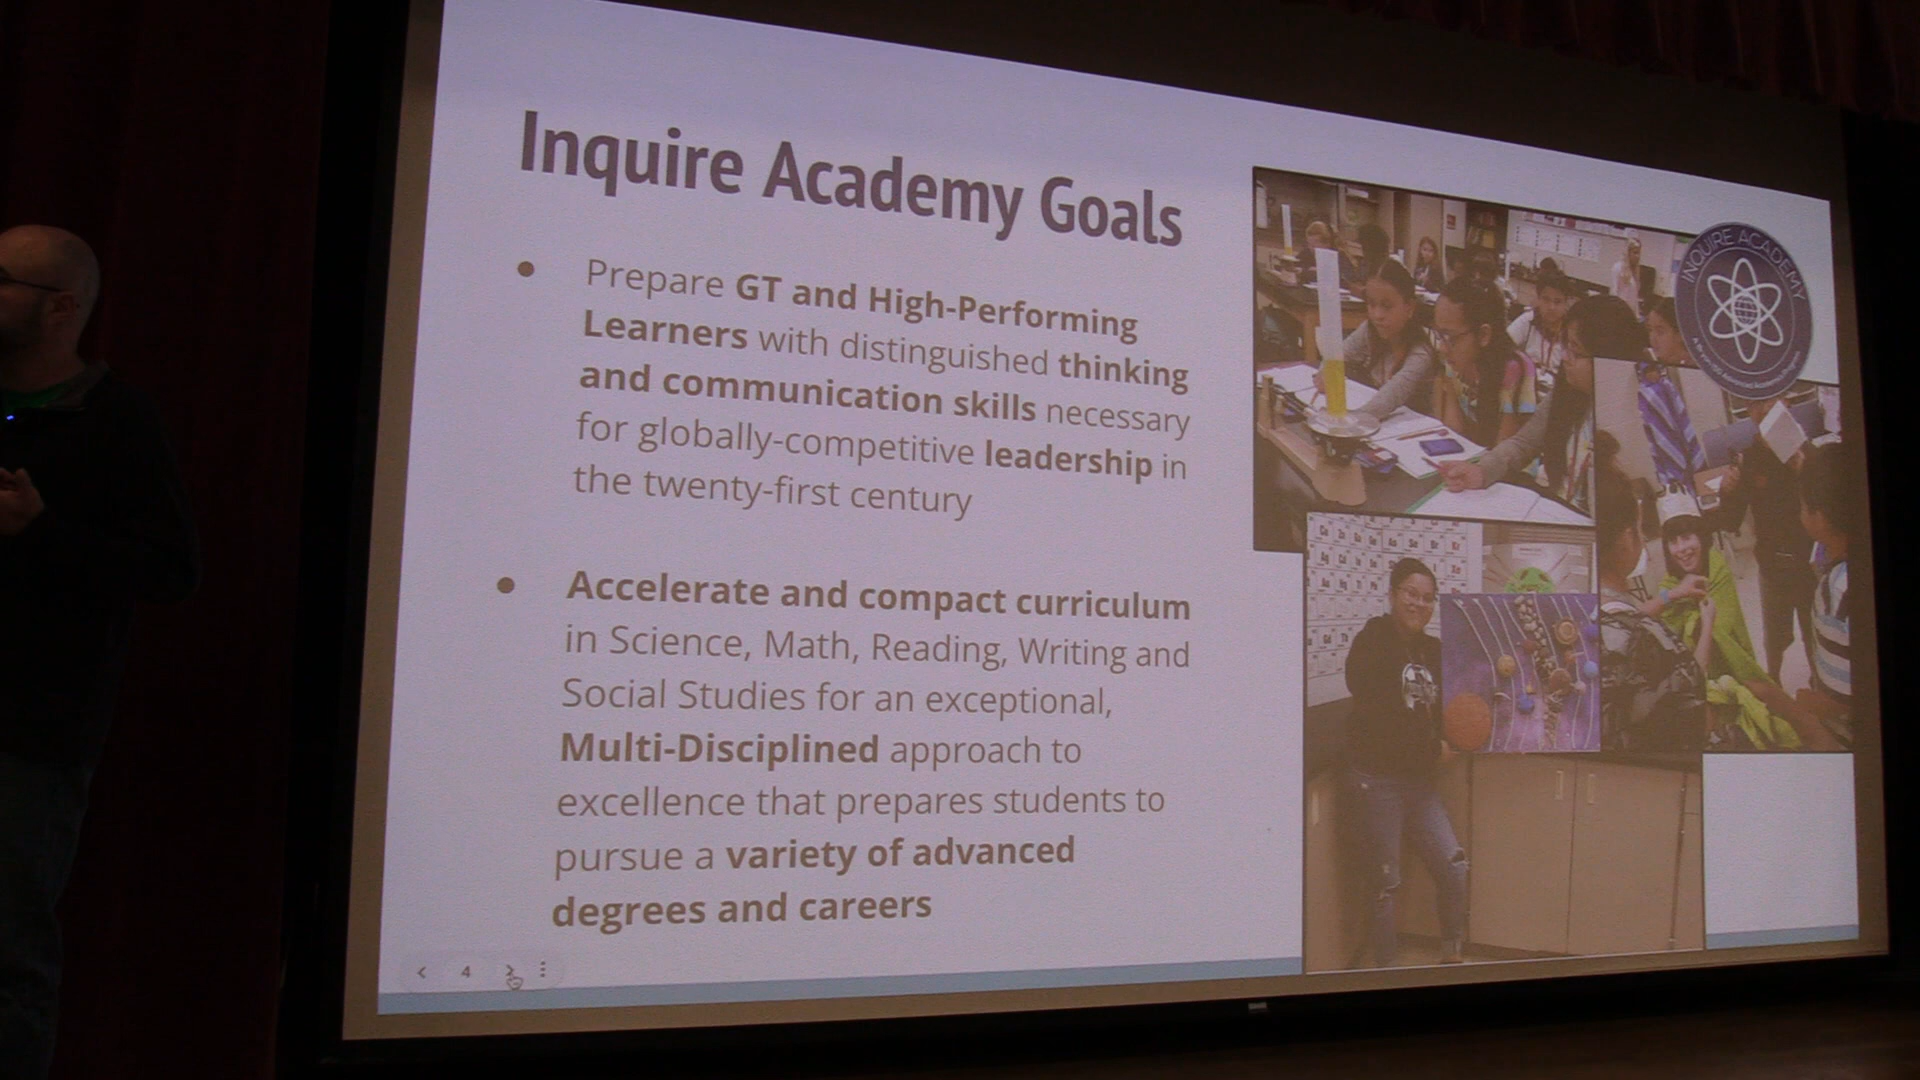 Inquire Academy Goals
● Prepare GT and High-Performing
Learners with distinguished thinking
and communication skills necessary
for globally-competitive leadership in
the twenty-first century
● Accelerate and compact curriculum
in Science, Math, Reading, Writing and
Social Studies for an exceptional,
Multi-Disciplined approach to
excellence that prepares students to
pursue a variety of advanced
degrees and careers
INQUIRE ACADEMY
4